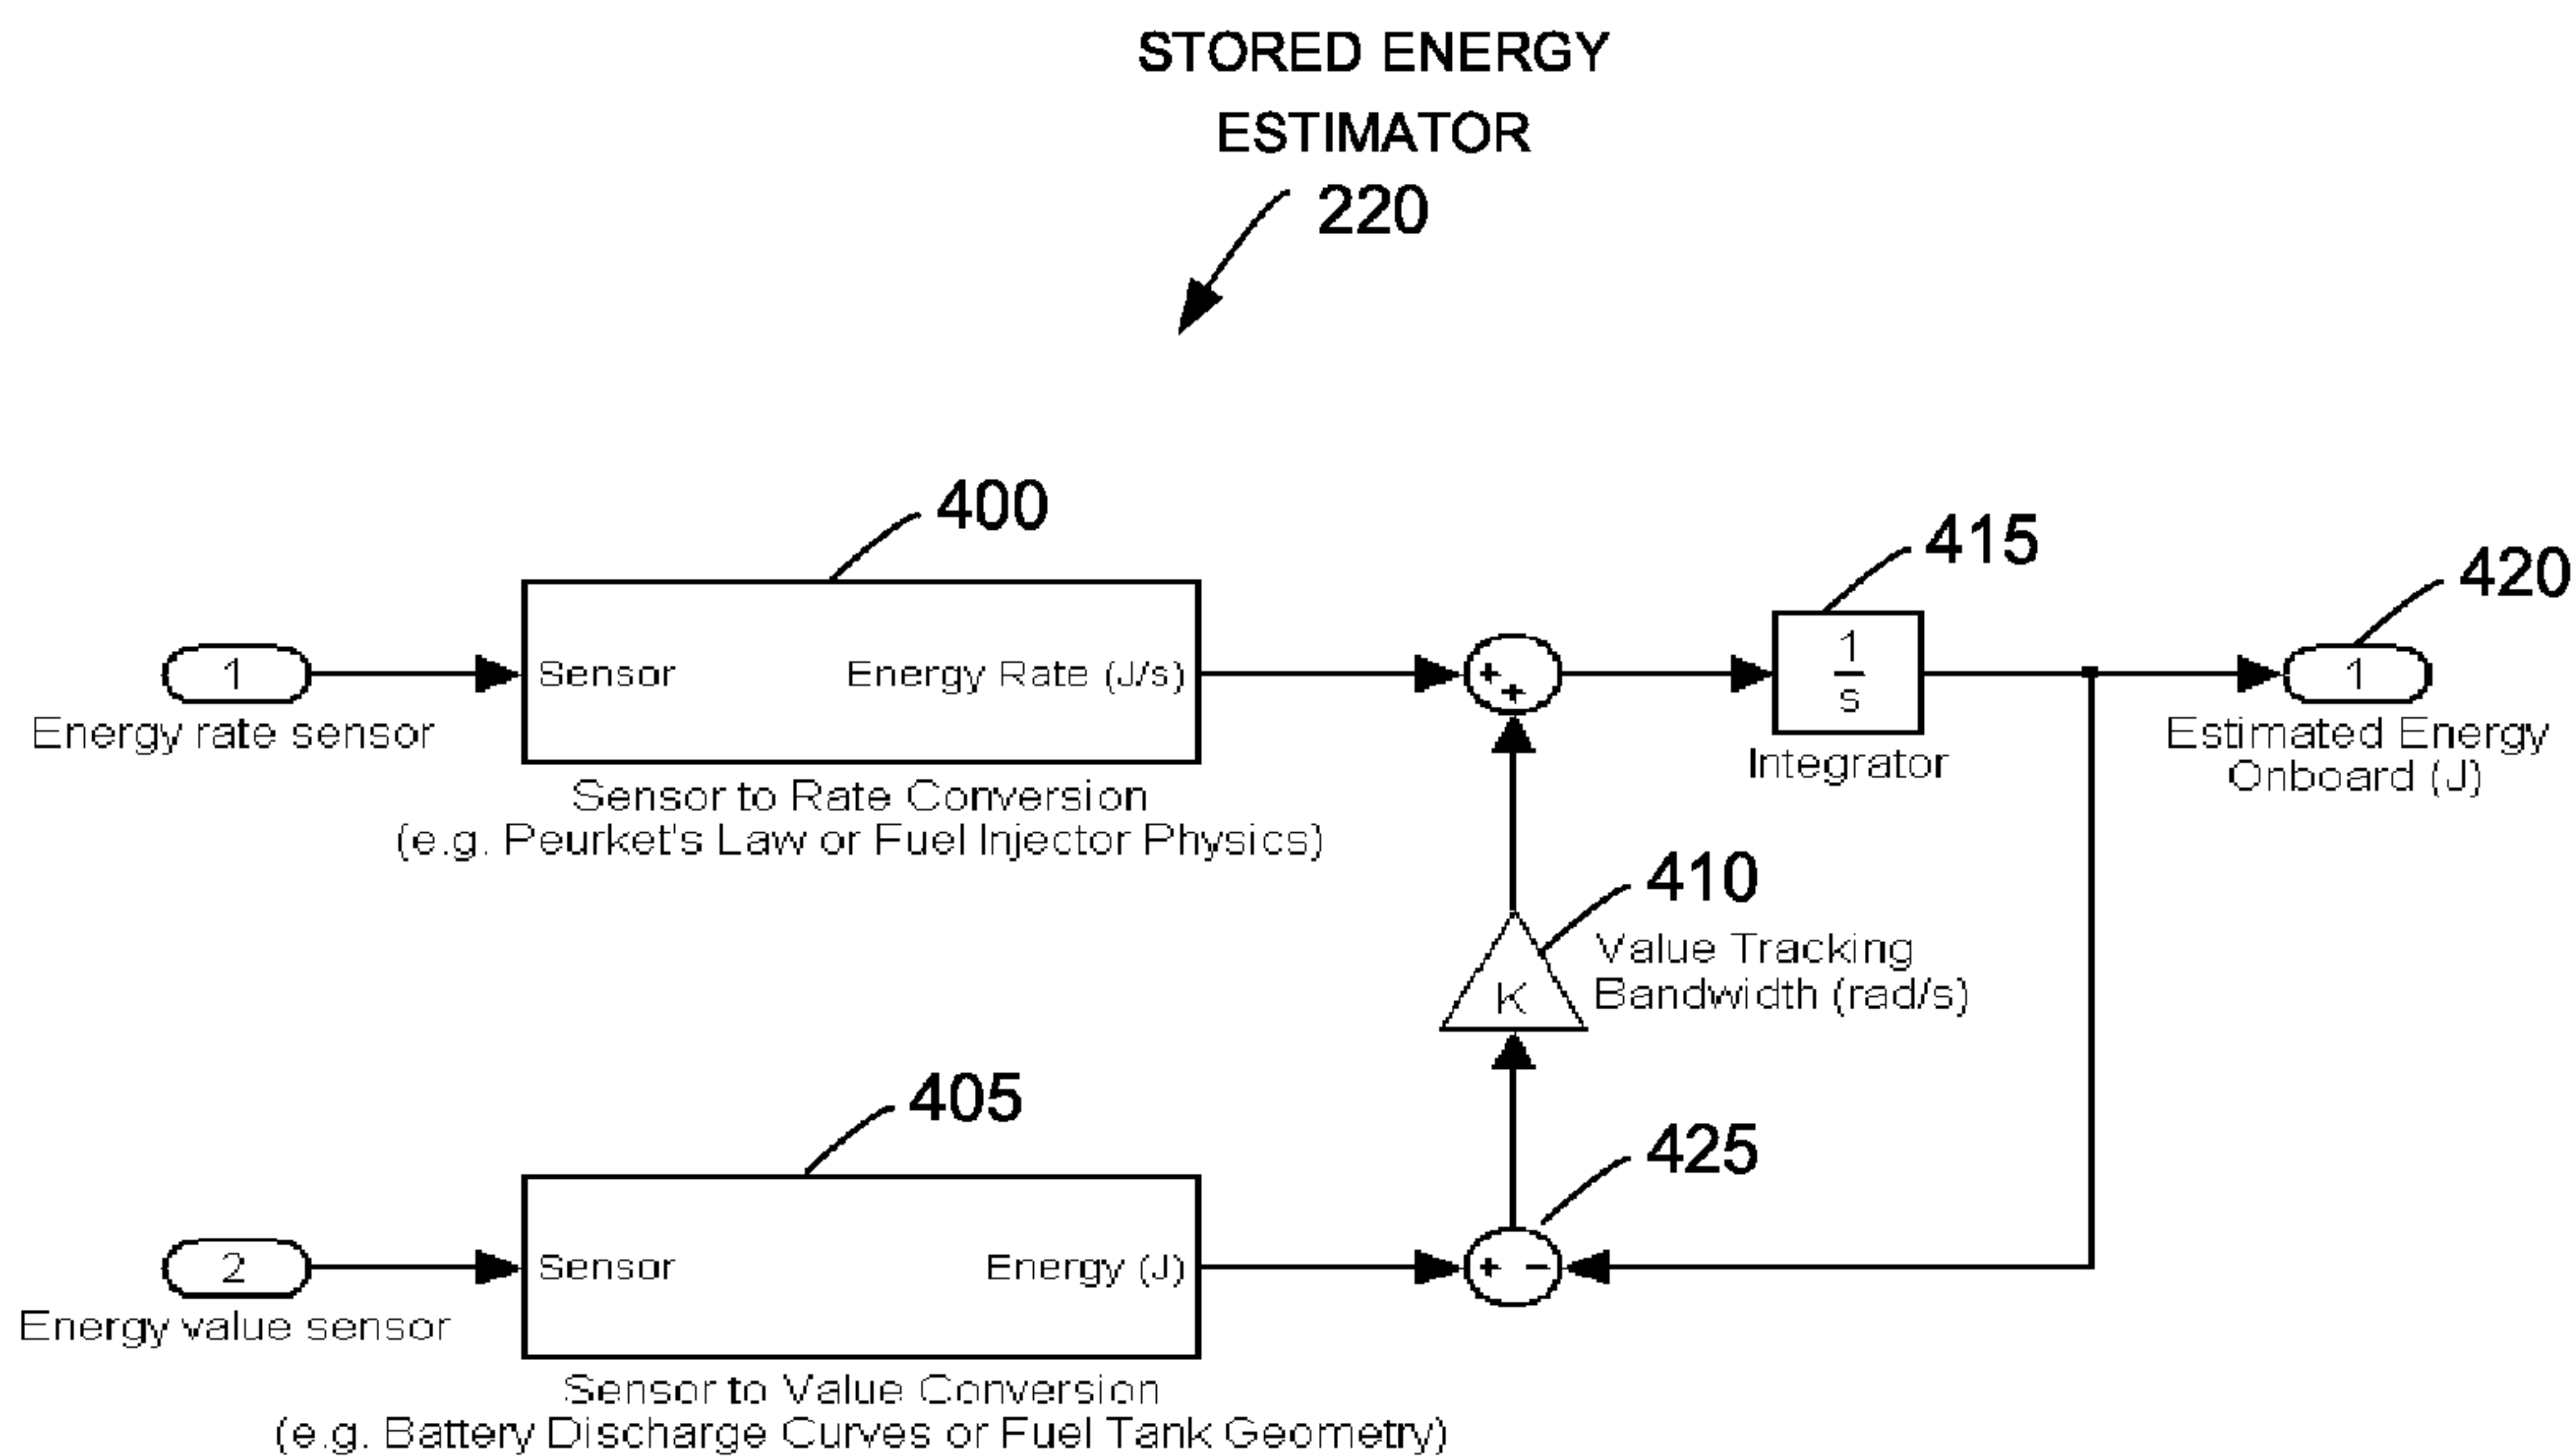 STORED ENERGY
ESTIMATOR
220
400
415
420
1
Sensor
Energy Rate (J/s)
+
+
1
s
1
Energy rate sensor
Integrator
Estimated Energy
Onboard (J)
Sensor to Rate Conversion
(e.g. Peurket's Law or Fuel Injector Physics)
410
Value Tracking
Bandwidth (rad/s)
K
405
425
2
Sensor
Energy (J)
+ −
Energy value sensor
Sensor to Value Conversion
(e.g. Battery Discharge Curves or Fuel Tank Geometry)